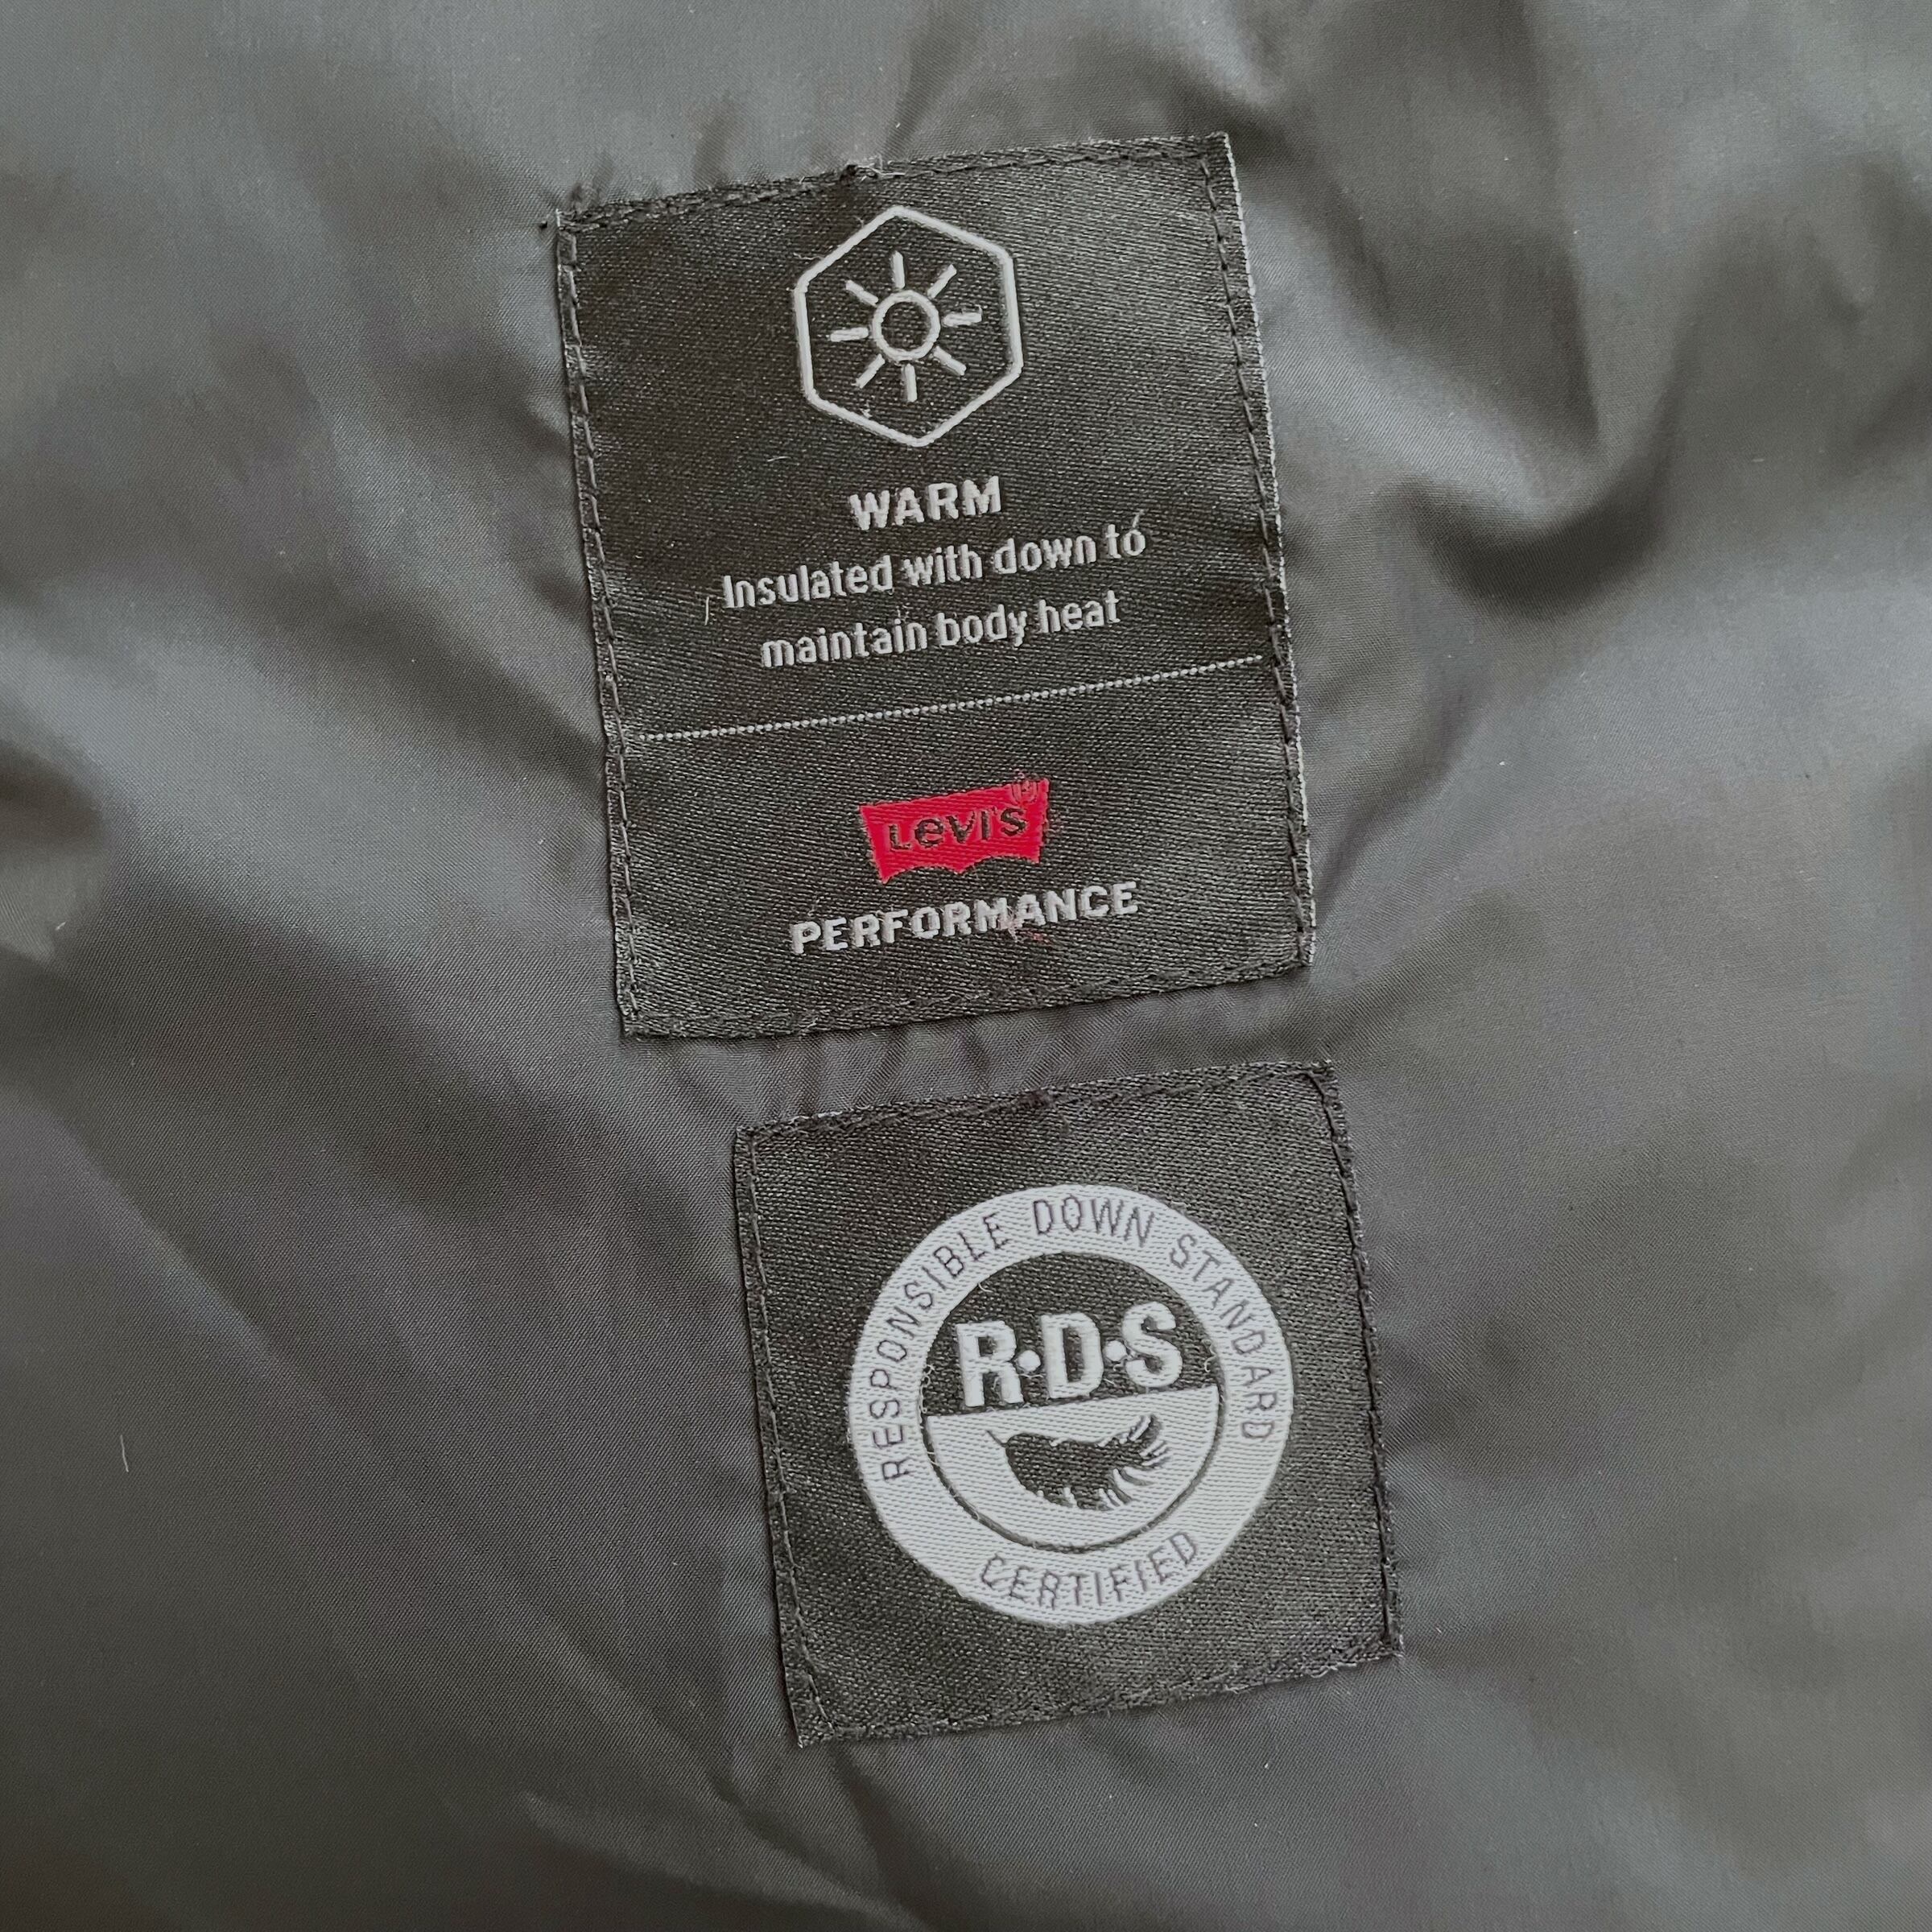 WARM
Insulated with down to
maintain body heat
Levi's®
PERFORMANCE
RESPONSIBLE DOWN STANDARD
R·D·S
CERTIFIED